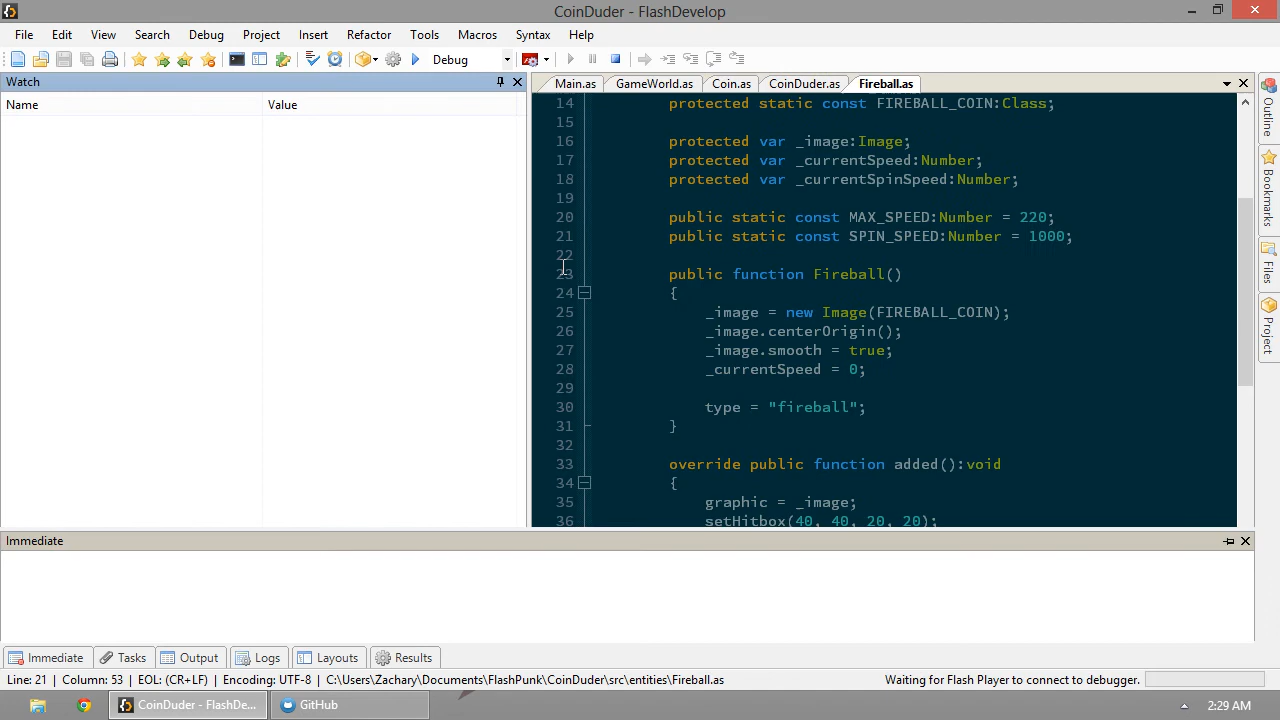 CoinDuder - FlashDevelop
File Edit View Search Debug Project Insert Refactor Tools Macros Syntax Help
Debug
Watch
Name Value
Main.as GameWorld.as Coin.as CoinDuder.as Fireball.as
14 protected static const FIREBALL_COIN:Class;
15
16 protected var _image:Image;
17 protected var _currentSpeed:Number;
18 protected var _currentSpinSpeed:Number;
19
20 public static const MAX_SPEED:Number = 220;
21 public static const SPIN_SPEED:Number = 1000;
22
23 public function Fireball()
24 {
25 _image = new Image(FIREBALL_COIN);
26 _image.centerOrigin();
27 _image.smooth = true;
28 _currentSpeed = 0;
29
30 type = "fireball";
31 }
32
33 override public function added():void
34 {
35 graphic = _image;
36 setHitbox(40, 40, 20, 20);
Outline
Bookmarks
Files
Project
Immediate
Immediate Tasks Output Logs Layouts Results
Line: 21 | Column: 53 | EOL: (CR+LF) | Encoding: UTF-8 | C:\Users\Zachary\Documents\FlashPunk\CoinDuder\src\entities\Fireball.as Waiting for Flash Player to connect to debugger.
CoinDuder - FlashDe... GitHub 2:29 AM